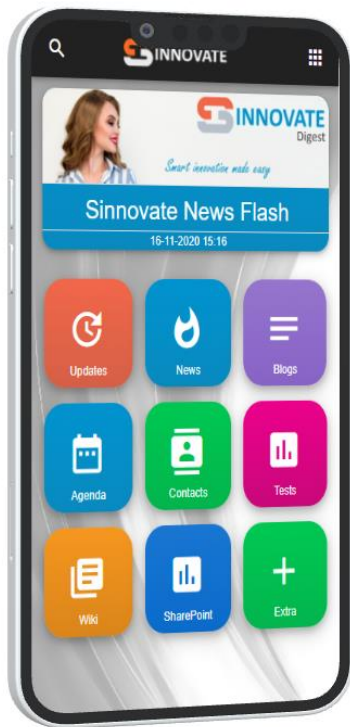 SINNOVATE
SINNOVATE
Digest
Smart innovation made easy
Sinnovate News Flash
16-11-2020 15:16
Updates
News
Blogs
Agenda
Contacts
Tests
Wiki
SharePoint
Extra